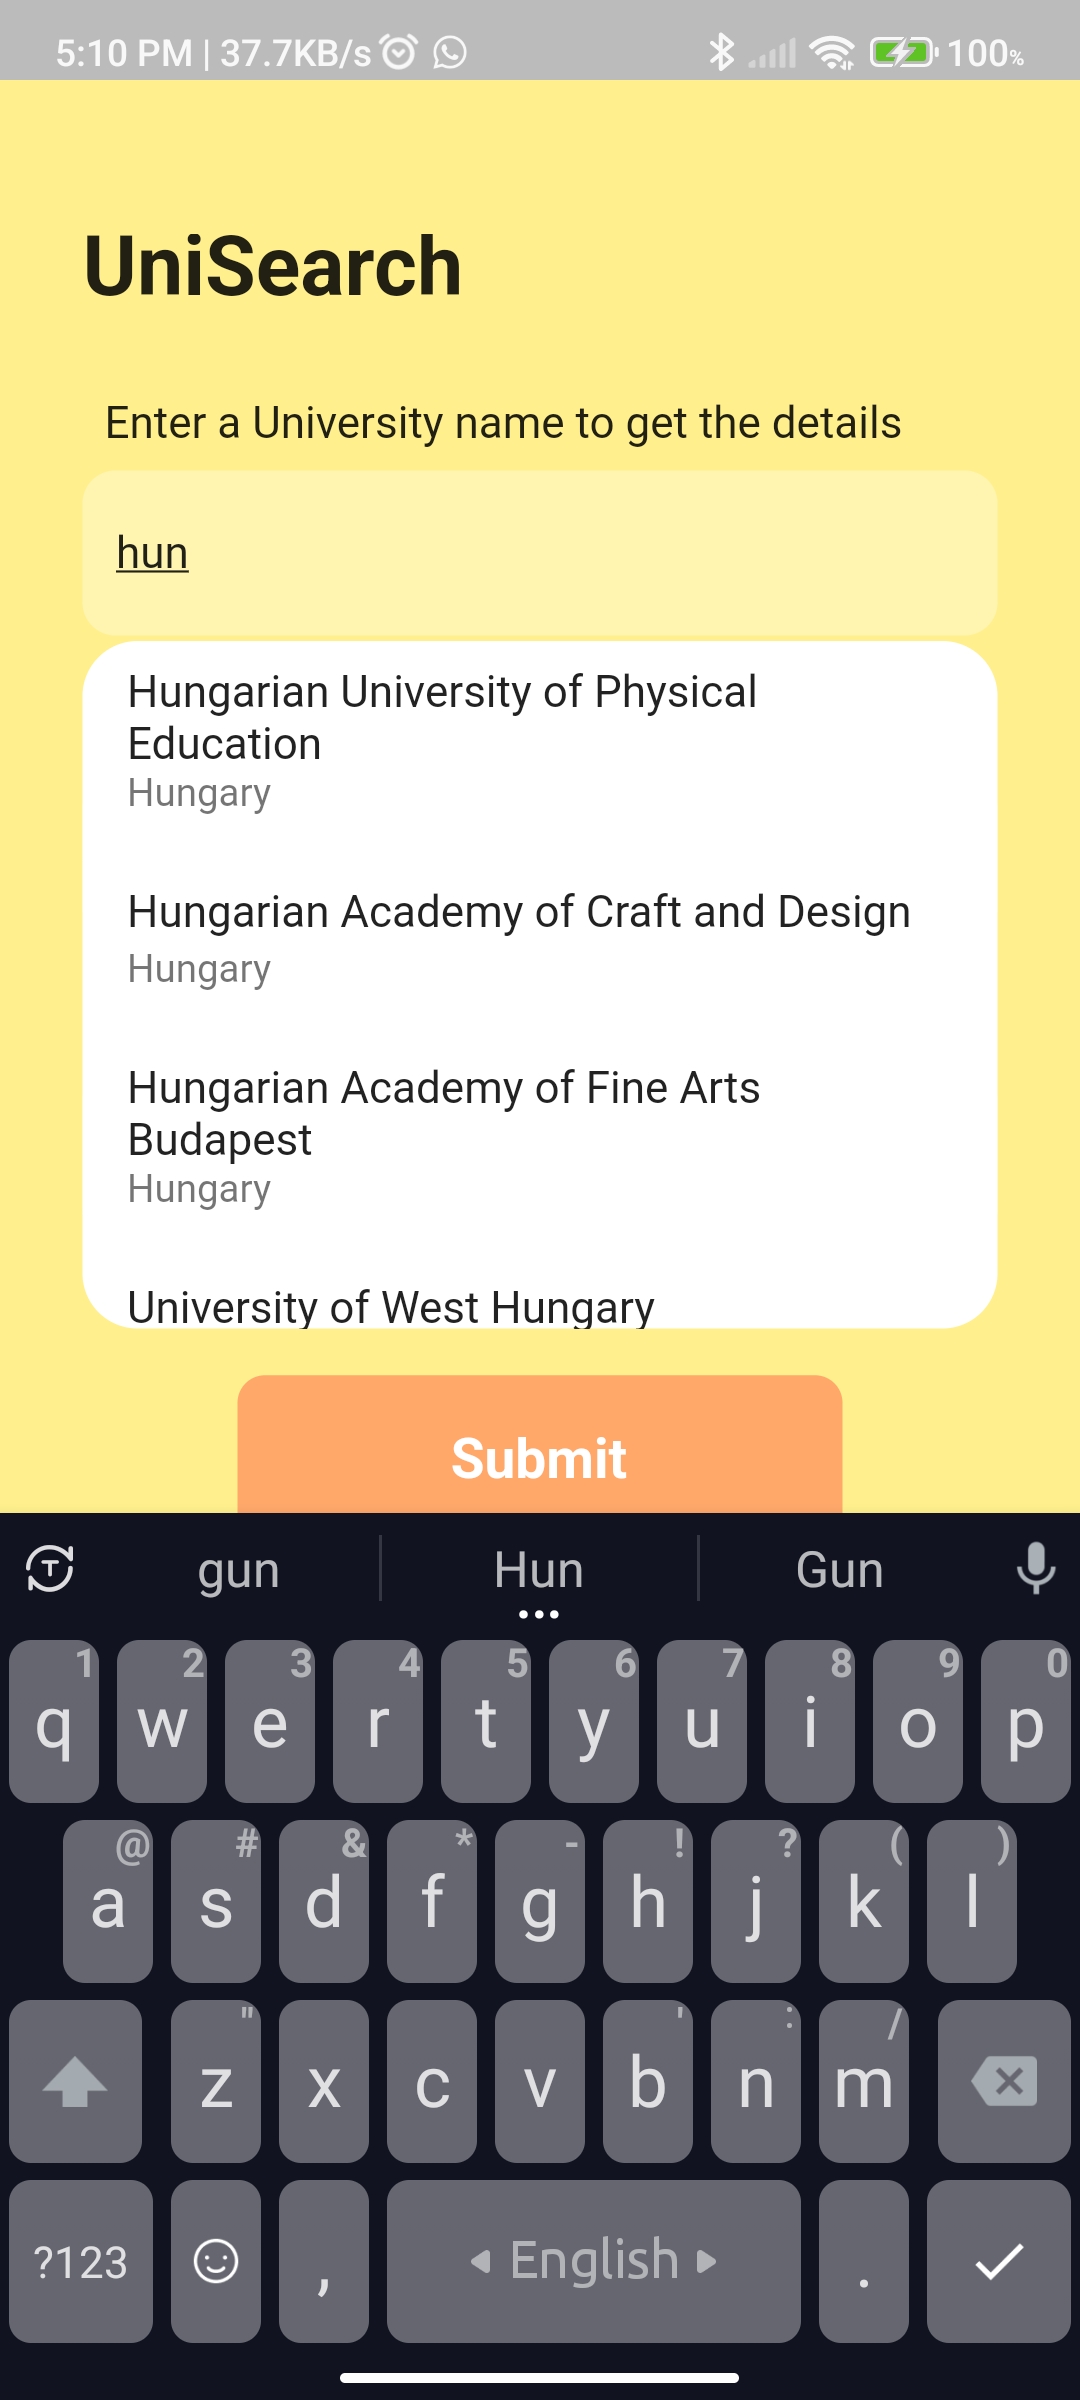 5:10 PM | 37.7KB/s 100%
UniSearch
Enter a University name to get the details
hun
Hungarian University of Physical
Education
Hungary
Hungarian Academy of Craft and Design
Hungary
Hungarian Academy of Fine Arts
Budapest
Hungary
University of West Hungary
Submit
T gun Hun Gun
1 2 3 4 5 6 7 8 9 0
q w e r t y u i o p
@ # & * - ! ? ( )
a s d f g h j k l
" ' : /
z x c v b n m
?123 , English .